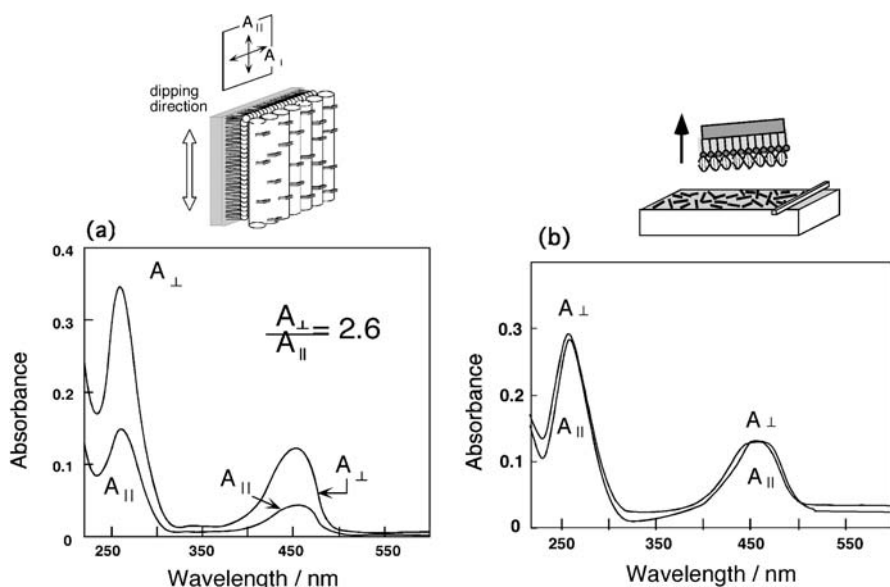 A ||
A ⊥
dipping
direction
(a)
0.4
0.3
0.2
0.1
0
Absorbance
A ⊥
A ⊥
A || = 2.6
A ||
A ||
A ⊥
250
350
450
550
Wavelength / nm
(b)
0.3
0.2
0.1
0
Absorbance
A ⊥
A ||
A ⊥
A ||
250
350
450
550
Wavelength / nm